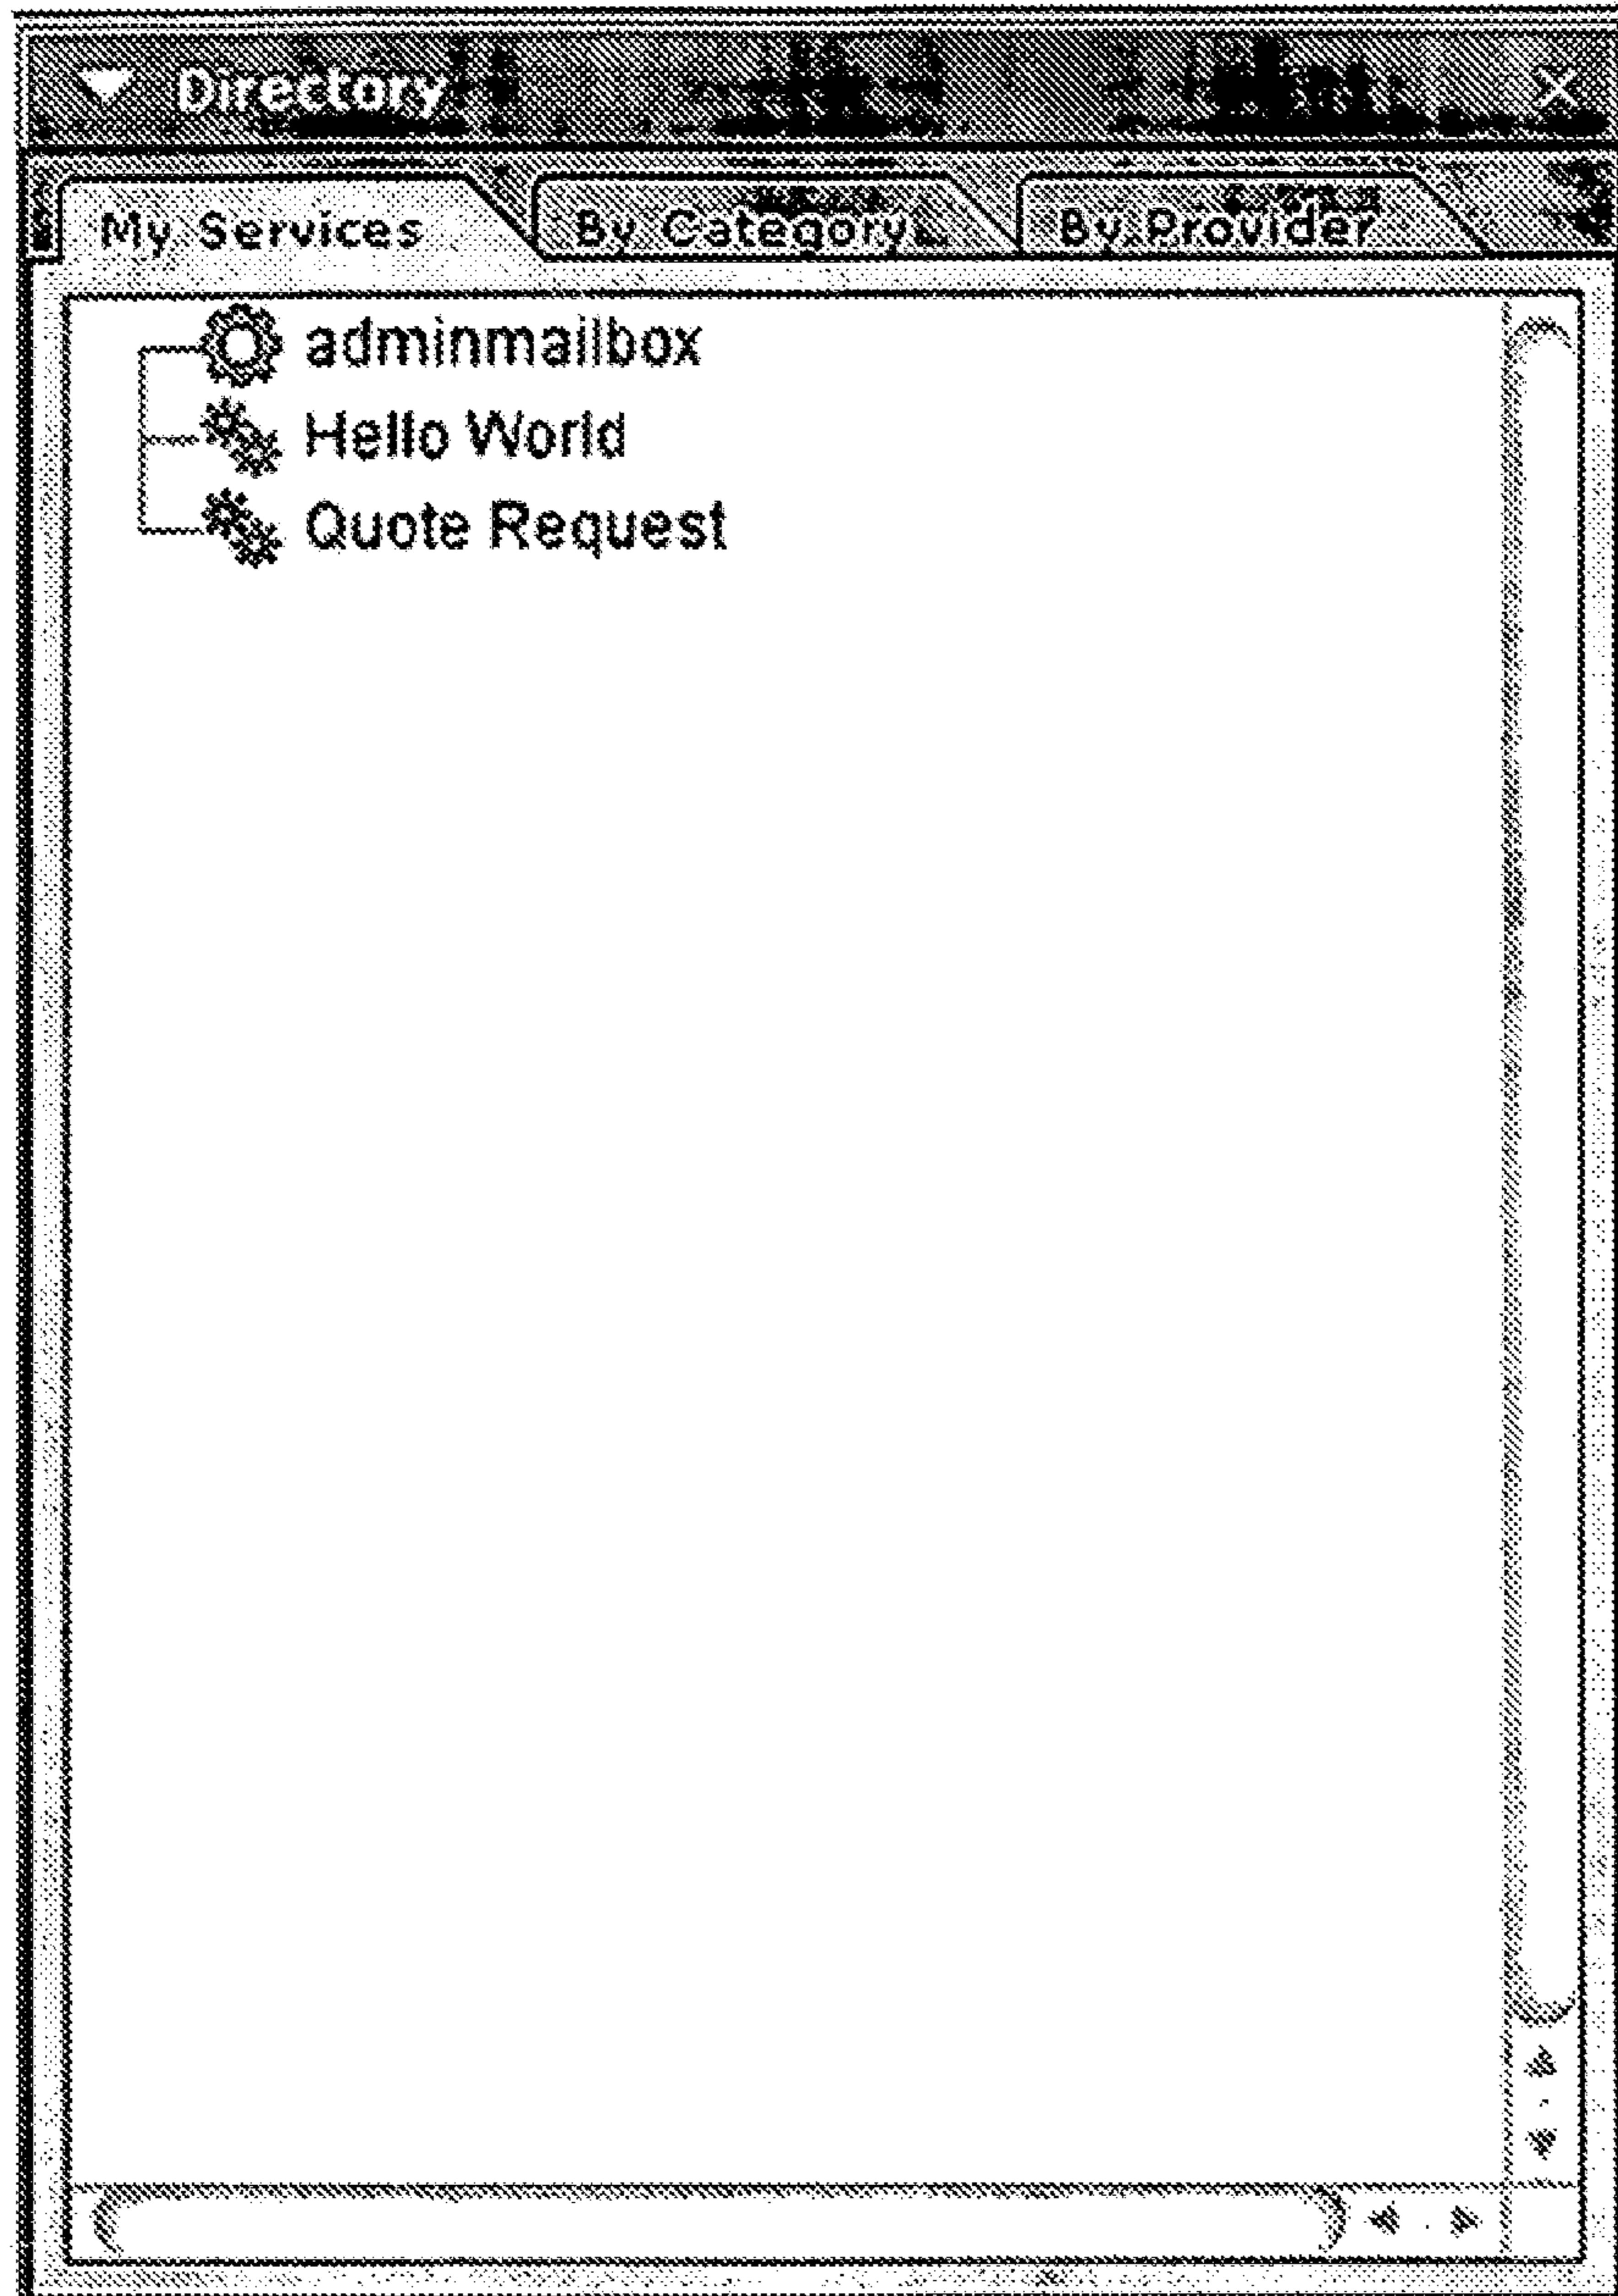 Directory
My Services By Category By Provider
adminmailbox
Hello World
Quote Request